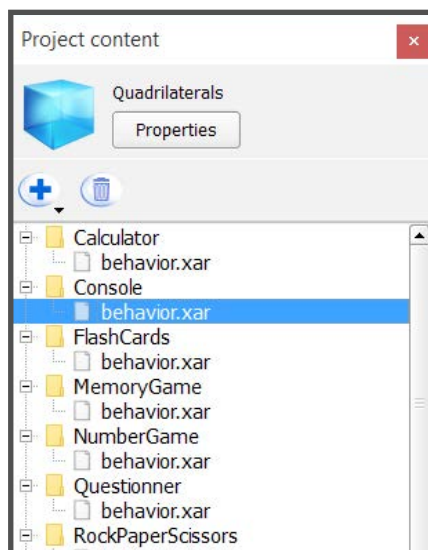 Project content
Quadrilaterals
Properties
Calculator
behavior.xar
Console
behavior.xar
FlashCards
behavior.xar
MemoryGame
behavior.xar
NumberGame
behavior.xar
Questionner
behavior.xar
RockPaperScissors